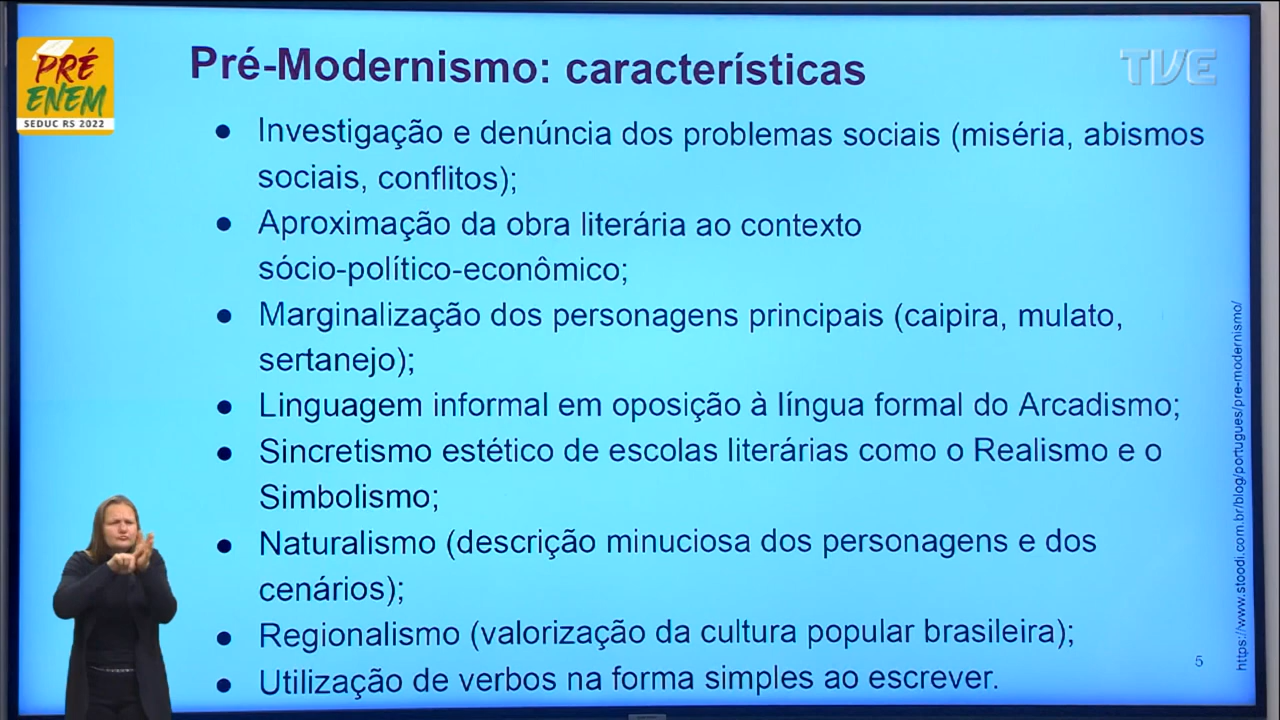 PRÉ
ENEM
SEDUC RS 2022
Pré-Modernismo: características
TVE
● Investigação e denúncia dos problemas sociais (miséria, abismos
sociais, conflitos);
● Aproximação da obra literária ao contexto
sócio-político-econômico;
● Marginalização dos personagens principais (caipira, mulato,
sertanejo);
● Linguagem informal em oposição à língua formal do Arcadismo;
● Sincretismo estético de escolas literárias como o Realismo e o
Simbolismo;
● Naturalismo (descrição minuciosa dos personagens e dos
cenários);
● Regionalismo (valorização da cultura popular brasileira);
● Utilização de verbos na forma simples ao escrever.
5
https://www.stoodi.com.br/blog/portugues/pre-modernismo/